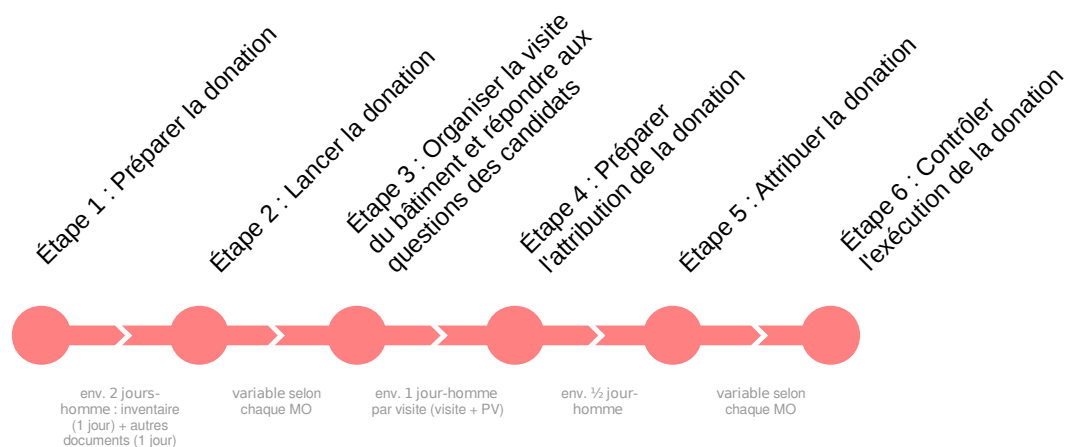 Étape 1 : Préparer la donation
Étape 2 : Lancer la donation
Étape 3 : Organiser la visite
du bâtiment et répondre aux
questions des candidats
Étape 4 : Préparer
l'attribution de la donation
Étape 5 : Attribuer la donation
Étape 6 : Contrôler
l'exécution de la donation
env. 2 jours-
homme : inventaire
(1 jour) + autres
documents (1 jour)
variable selon
chaque MO
env. 1 jour-homme
par visite (visite + PV)
env. ½ jour-
homme
variable selon
chaque MO